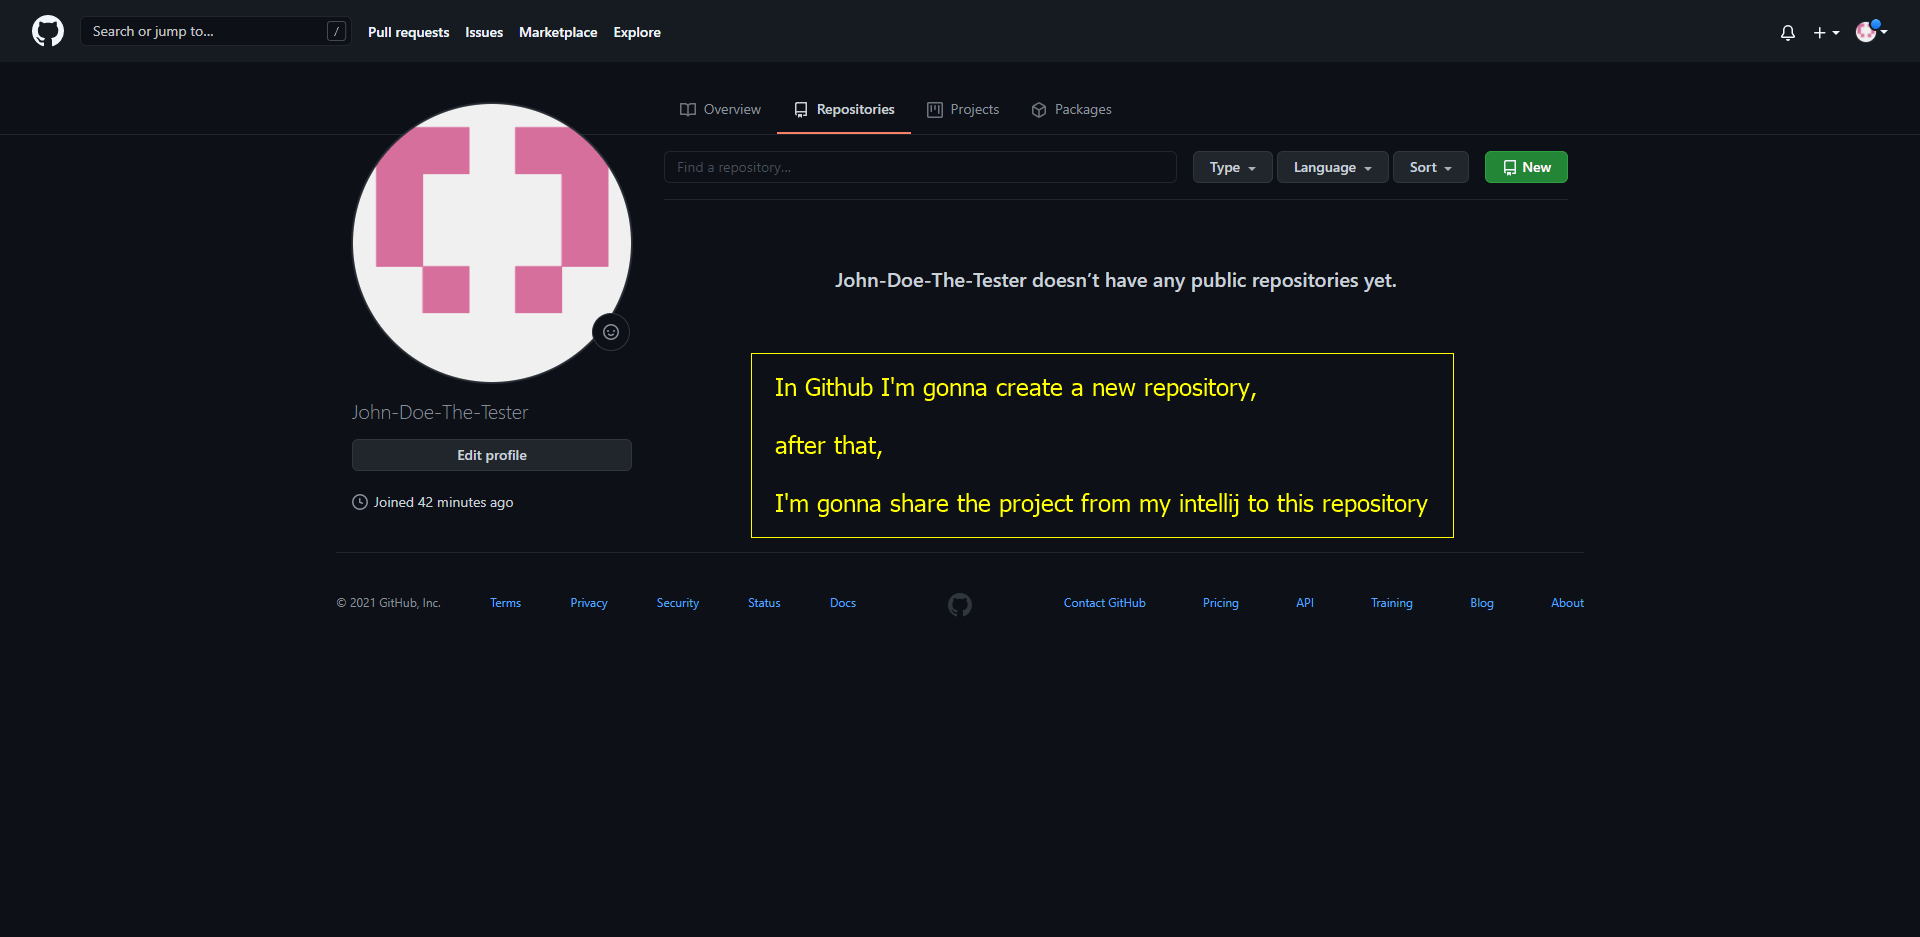 Search or jump to...
/
Pull requests
Issues
Marketplace
Explore
Overview
Repositories
Projects
Packages
Find a repository...
Type
Language
Sort
New
John-Doe-The-Tester doesn’t have any public repositories yet.
In Github I'm gonna create a new repository,
after that,
I'm gonna share the project from my intellij to this repository
John-Doe-The-Tester
Edit profile
Joined 42 minutes ago
© 2021 GitHub, Inc.
Terms
Privacy
Security
Status
Docs
Contact GitHub
Pricing
API
Training
Blog
About